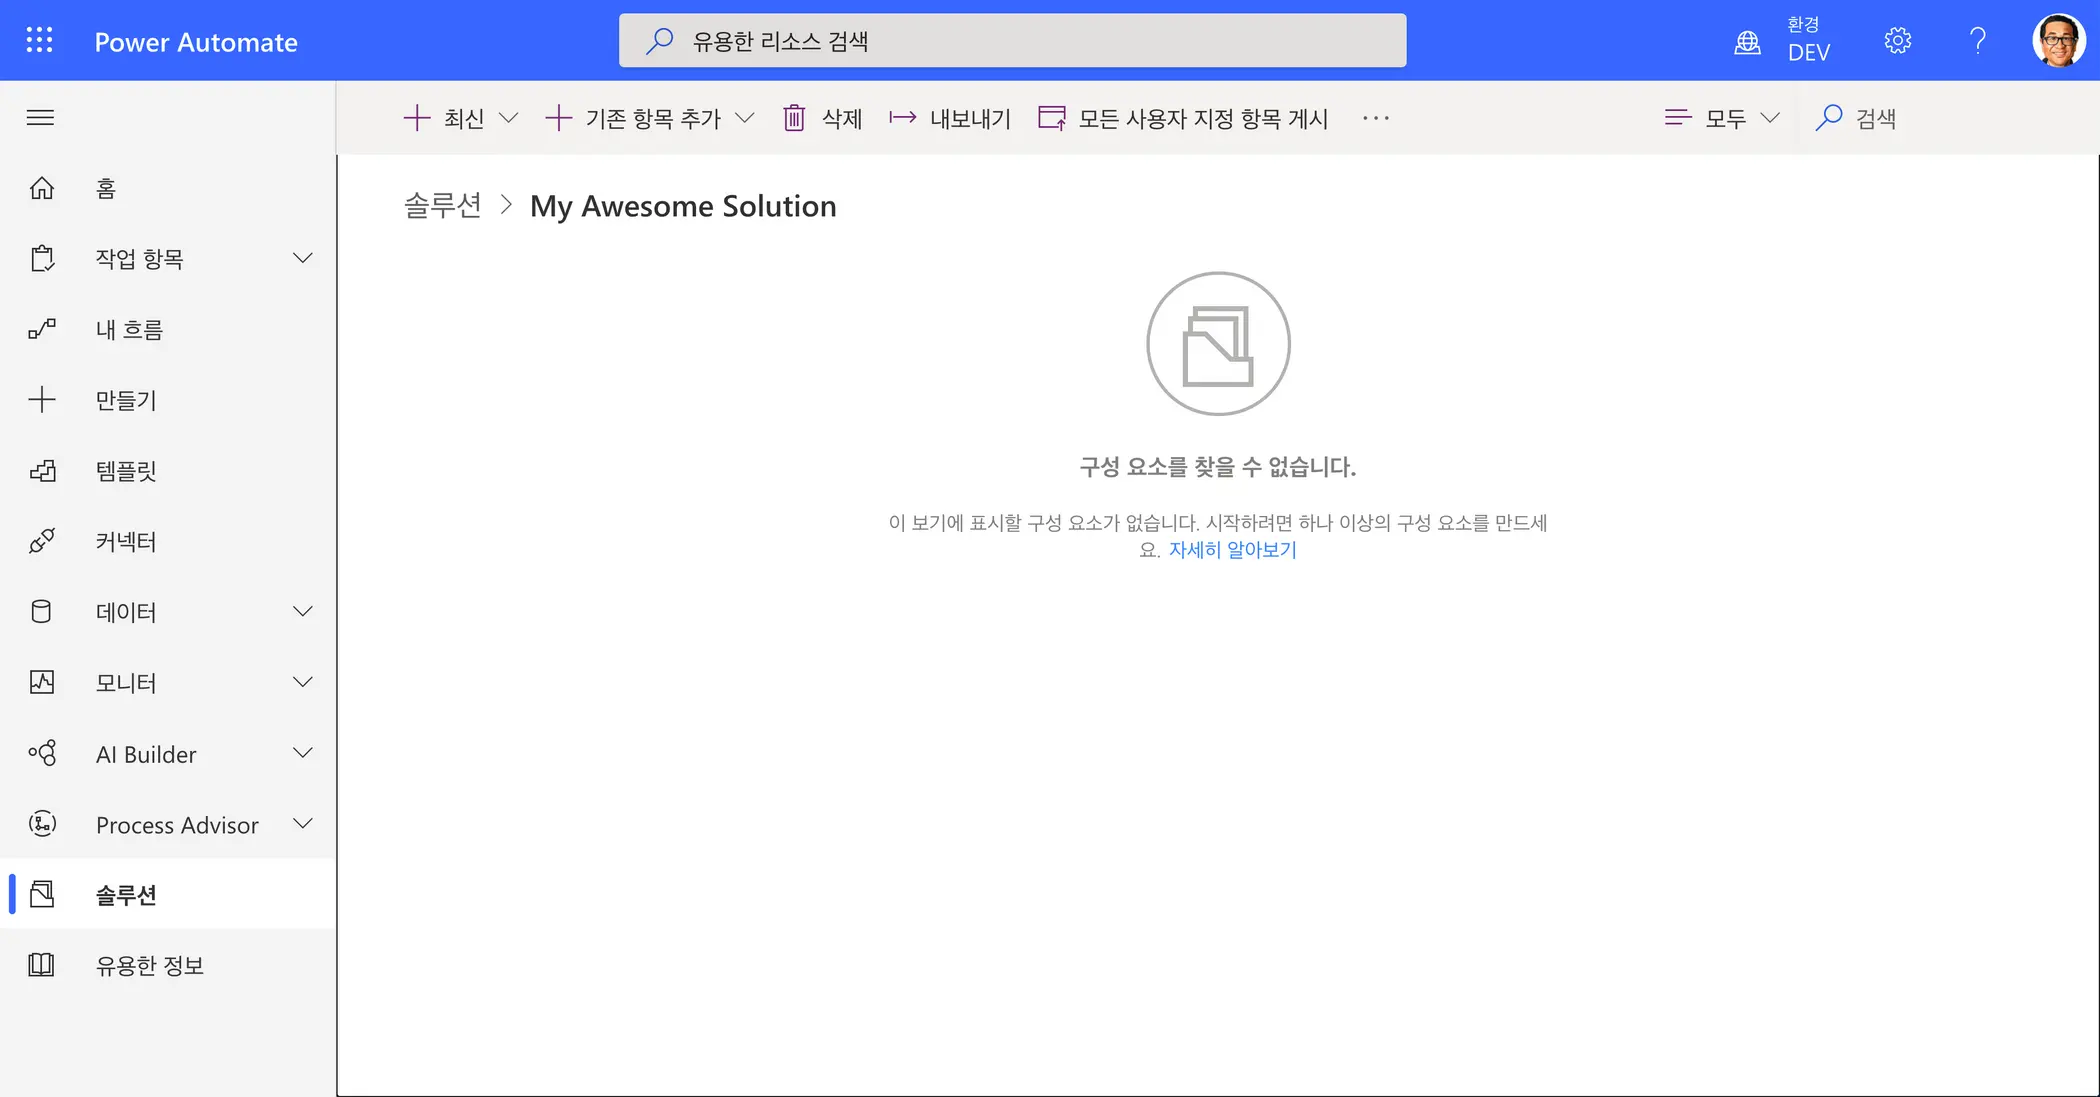 Power Automate
유용한 리소스 검색
환경
DEV
최신
기존 항목 추가
삭제
내보내기
모든 사용자 지정 항목 게시
모두
검색
홈
작업 항목
내 흐름
만들기
템플릿
커넥터
데이터
모니터
AI Builder
Process Advisor
솔루션
유용한 정보
솔루션 > My Awesome Solution
구성 요소를 찾을 수 없습니다.
이 보기에 표시할 구성 요소가 없습니다. 시작하려면 하나 이상의 구성 요소를 만드세
요. 자세히 알아보기